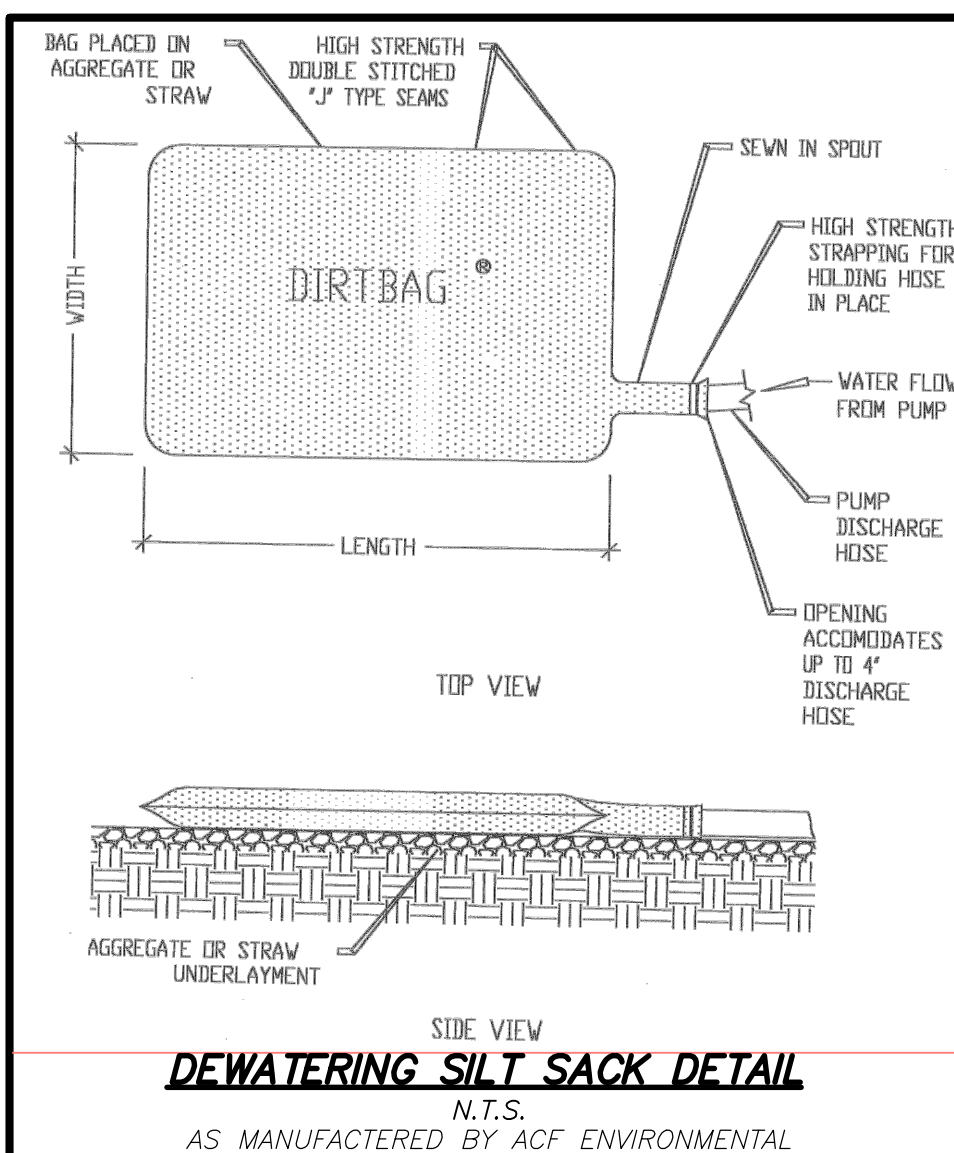 BAG PLACED ON
AGGREGATE OR
STRAW
HIGH STRENGTH
DOUBLE STITCHED
"J" TYPE SEAMS
SEWN IN SPOUT
HIGH STRENGTH
STRAPPING FOR
HOLDING HOSE
IN PLACE
WIDTH
DIRTBAG ®
WATER FLOW
FROM PUMP
PUMP
DISCHARGE
HOSE
LENGTH
OPENING
ACCOMODATES
UP TO 4"
DISCHARGE
HOSE
TOP VIEW
AGGREGATE OR STRAW
UNDERLAYMENT
SIDE VIEW
DEWATERING SILT SACK DETAIL
N.T.S.
AS MANUFACTERED BY ACF ENVIRONMENTAL